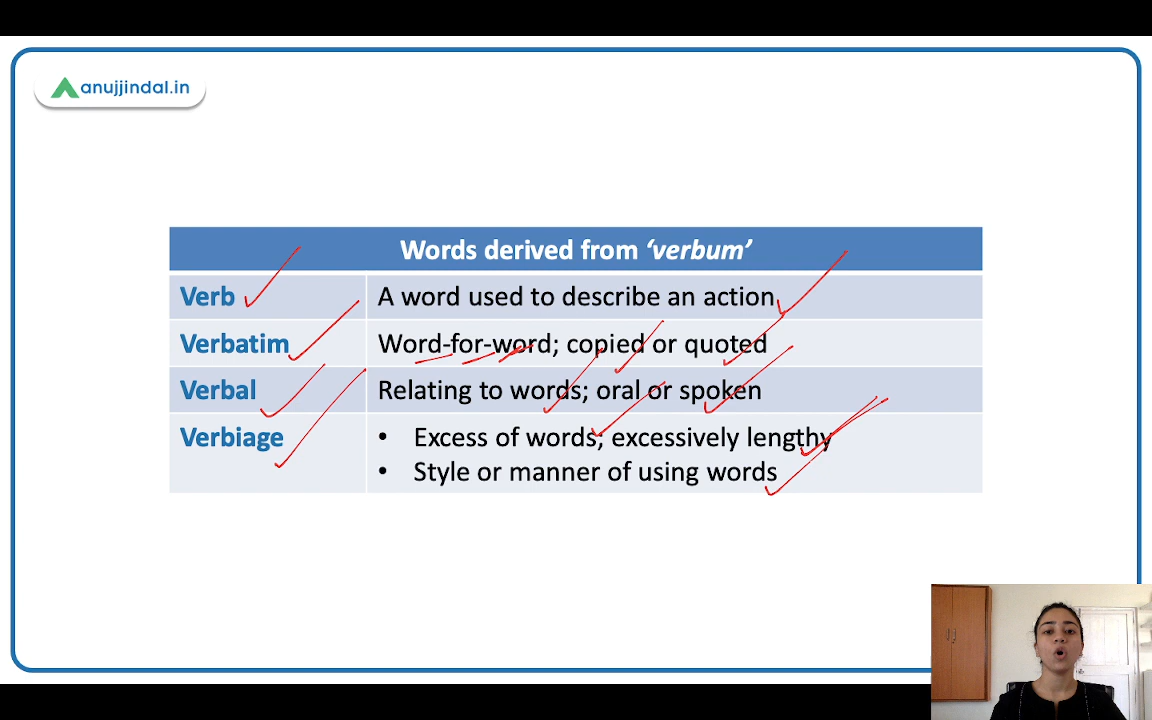 anujjindal.in
Words derived from ‘verbum’
Verb A word used to describe an action
Verbatim Word-for-word; copied or quoted
Verbal Relating to words; oral or spoken
Verbiage • Excess of words; excessively lengthy
• Style or manner of using words